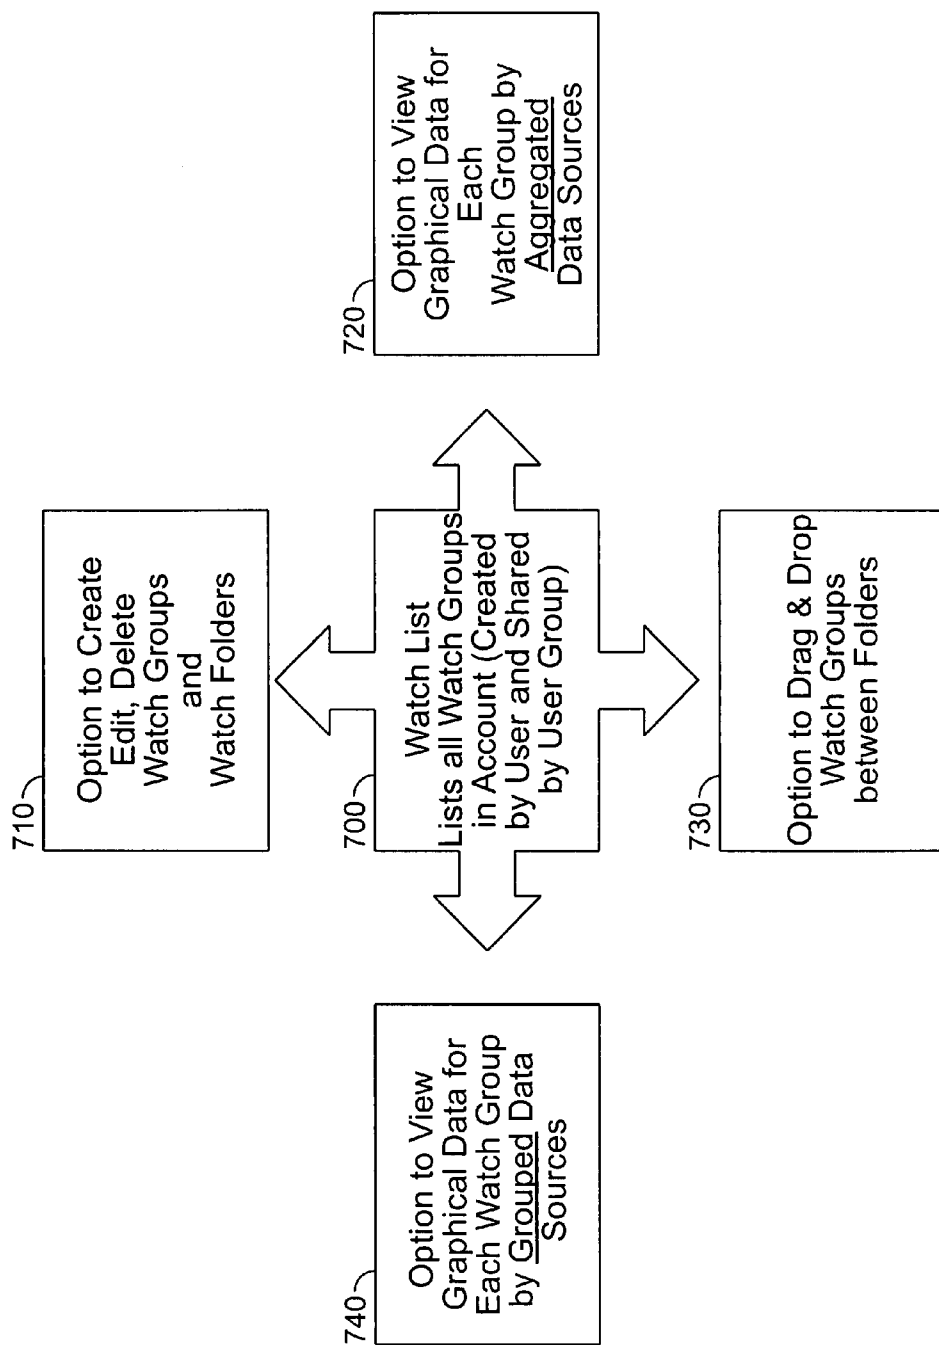 710
Option to Create
Edit, Delete
Watch Groups
and
Watch Folders
740
Option to View
Graphical Data for
Each Watch Group
by Grouped Data
Sources
700
Watch List
Lists all Watch Groups
in Account (Created
by User and Shared
by User Group)
720
Option to View
Graphical Data for
Each
Watch Group by
Aggregated
Data Sources
730
Option to Drag & Drop
Watch Groups
between Folders